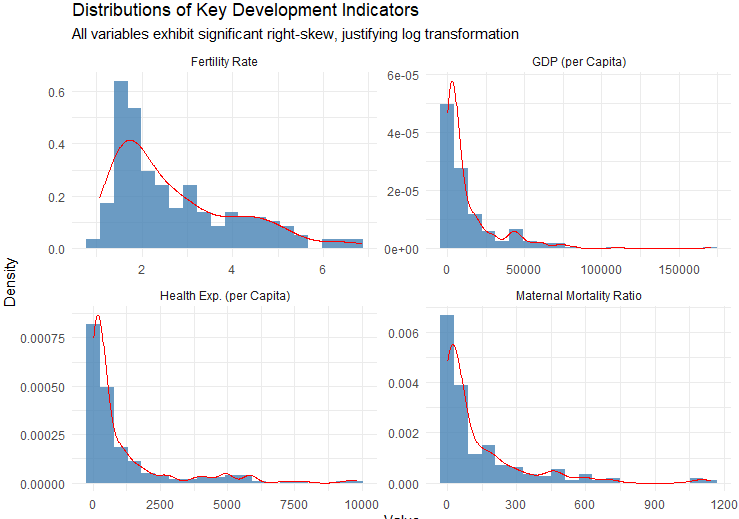 Distributions of Key Development Indicators
All variables exhibit significant right-skew, justifying log transformation
Fertility Rate
GDP (per Capita)
0.6
0.4
0.2
0.0
2
4
6
6e-05
4e-05
2e-05
0e+00
0
50000
100000
150000
Density
Health Exp. (per Capita)
Maternal Mortality Ratio
0.00075
0.00050
0.00025
0.00000
0
2500
5000
7500
10000
0.006
0.004
0.002
0.000
0
300
600
900
1200
Value